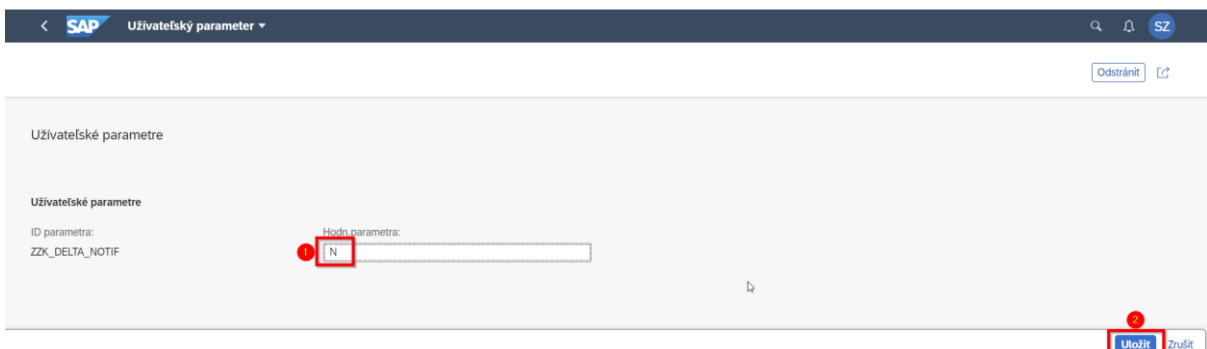 SAP Užívateľský parameter
SZ
Odstrániť
Užívateľské parametre
Užívateľské parametre
ID parametra: Hodn.parametra:
ZZK_DELTA_NOTIF 1 N
2
Uložiť Zrušiť